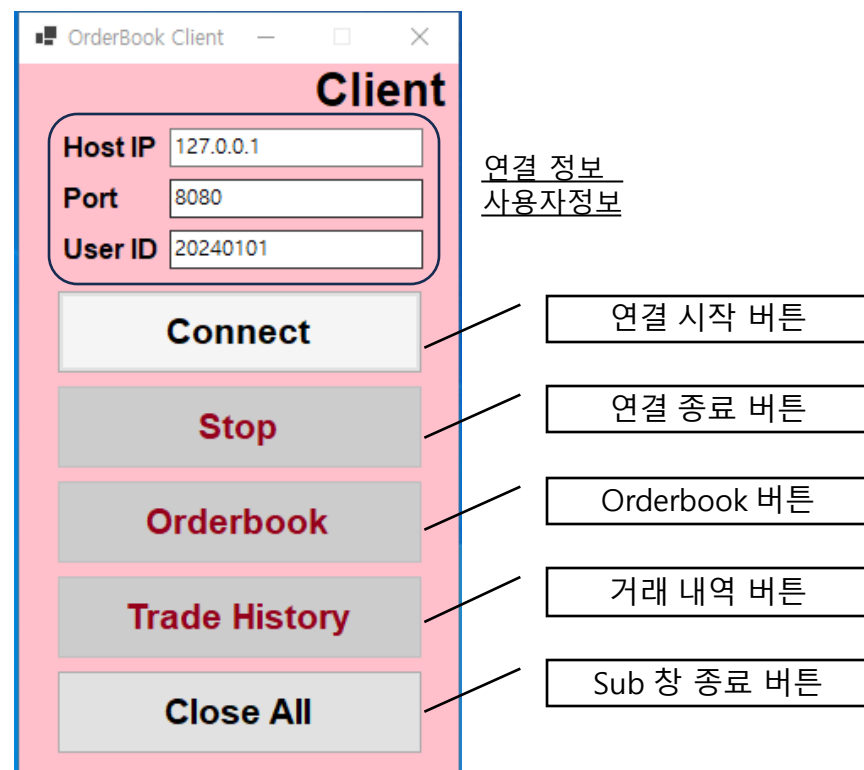 OrderBook Client
Client
Host IP 127.0.0.1
Port 8080
User ID 20240101
연결 정보
사용자정보
Connect
연결 시작 버튼
Stop
연결 종료 버튼
Orderbook
Orderbook 버튼
Trade History
거래 내역 버튼
Close All
Sub 창 종료 버튼